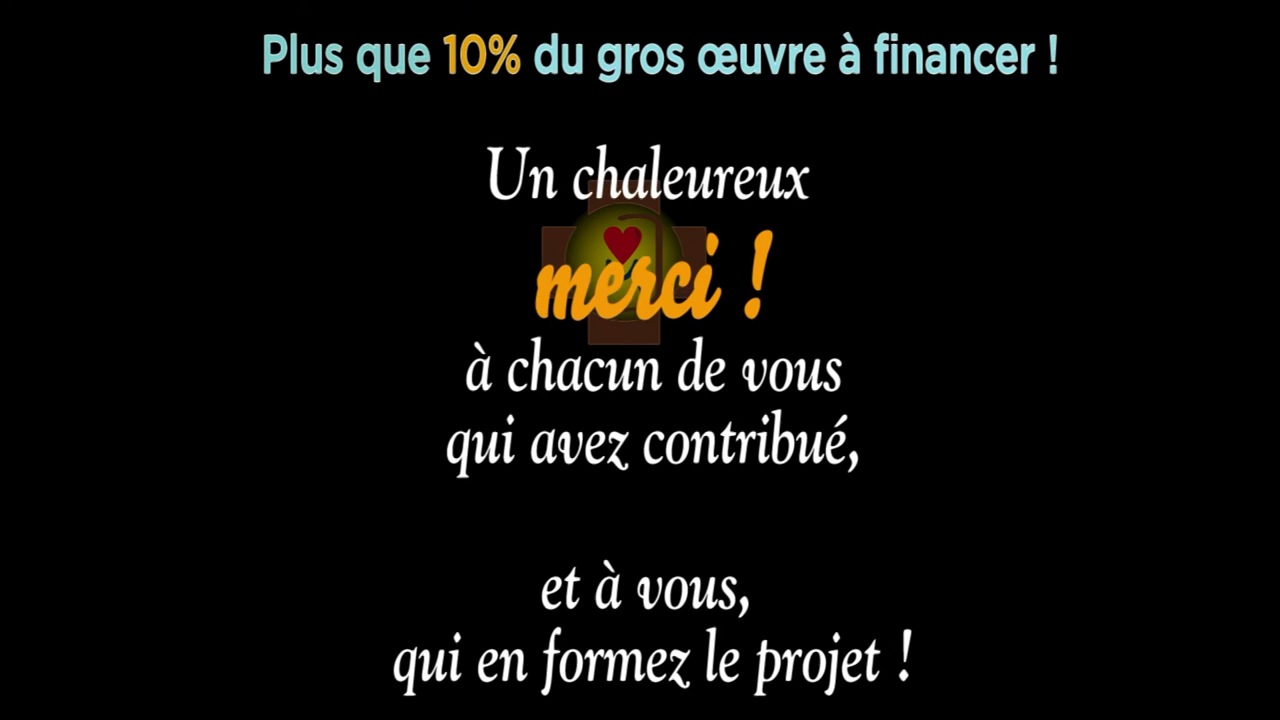 Plus que 10% du gros œuvre à financer !
Un chaleureux
merci !
à chacun de vous
qui avez contribué,
et à vous,
qui en formez le projet !